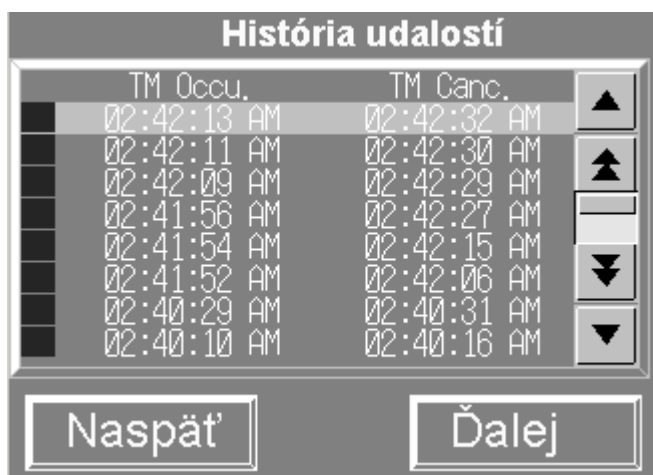 História udalostí
TM Occu. TM Canc.
02:42:13 AM 02:42:32 AM
02:42:11 AM 02:42:30 AM
02:42:09 AM 02:42:29 AM
02:41:56 AM 02:42:27 AM
02:41:54 AM 02:42:15 AM
02:41:52 AM 02:42:06 AM
02:40:29 AM 02:40:31 AM
02:40:10 AM 02:40:16 AM
Naspäť Ďalej